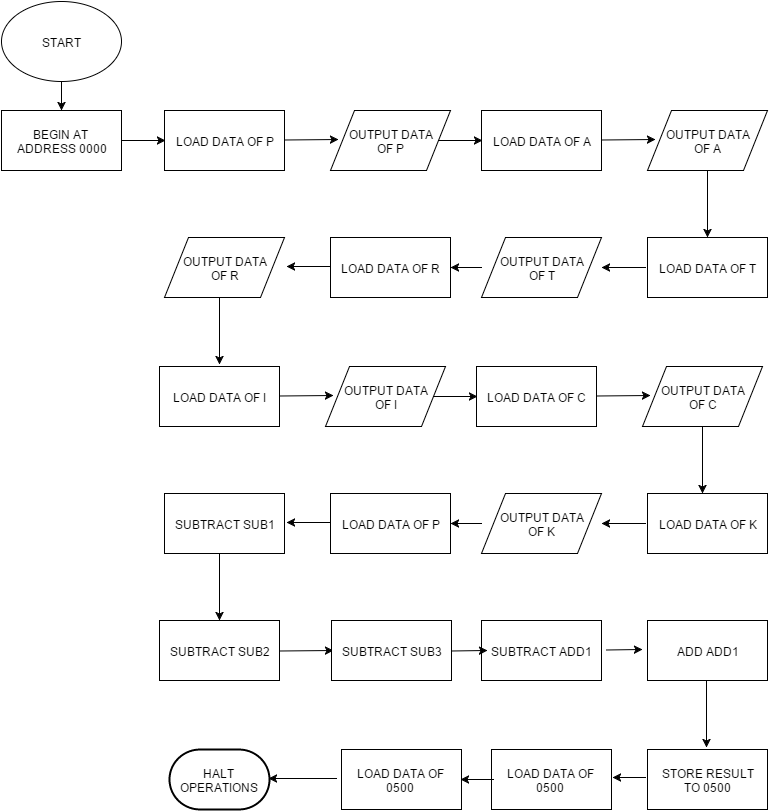 START
BEGIN AT
ADDRESS 0000
LOAD DATA OF P
OUTPUT DATA
OF P
LOAD DATA OF A
OUTPUT DATA
OF A
LOAD DATA OF T
OUTPUT DATA
OF T
LOAD DATA OF R
OUTPUT DATA
OF R
LOAD DATA OF I
OUTPUT DATA
OF I
LOAD DATA OF C
OUTPUT DATA
OF C
LOAD DATA OF K
OUTPUT DATA
OF K
LOAD DATA OF P
SUBTRACT SUB1
SUBTRACT SUB2
SUBTRACT SUB3
SUBTRACT ADD1
ADD ADD1
STORE RESULT
TO 0500
LOAD DATA OF
0500
LOAD DATA OF
0500
HALT
OPERATIONS